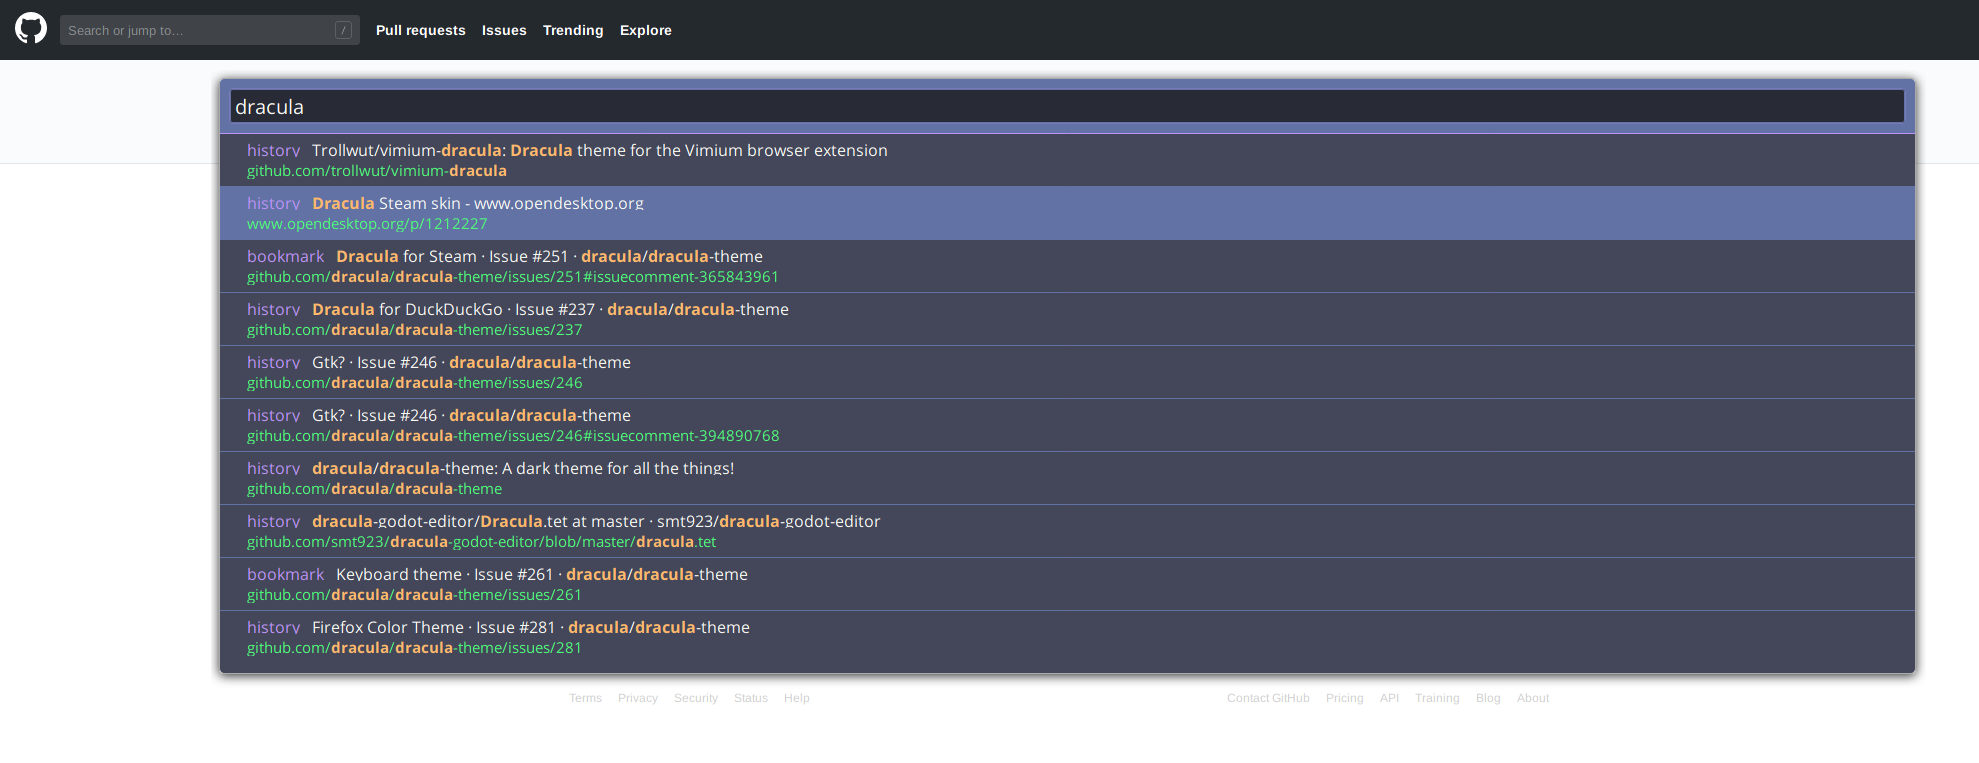 Search or jump to… /
Pull requests Issues Trending Explore
dracula
history Trollwut/vimium-dracula: Dracula theme for the Vimium browser extension
github.com/trollwut/vimium-dracula
history Dracula Steam skin - www.opendesktop.org
www.opendesktop.org/p/1212227
bookmark Dracula for Steam · Issue #251 · dracula/dracula-theme
github.com/dracula/dracula-theme/issues/251#issuecomment-365843961
history Dracula for DuckDuckGo · Issue #237 · dracula/dracula-theme
github.com/dracula/dracula-theme/issues/237
history Gtk? · Issue #246 · dracula/dracula-theme
github.com/dracula/dracula-theme/issues/246
history Gtk? · Issue #246 · dracula/dracula-theme
github.com/dracula/dracula-theme/issues/246#issuecomment-394890768
history dracula/dracula-theme: A dark theme for all the things!
github.com/dracula/dracula-theme
history dracula-godot-editor/Dracula.tet at master · smt923/dracula-godot-editor
github.com/smt923/dracula-godot-editor/blob/master/dracula.tet
bookmark Keyboard theme · Issue #261 · dracula/dracula-theme
github.com/dracula/dracula-theme/issues/261
history Firefox Color Theme · Issue #281 · dracula/dracula-theme
github.com/dracula/dracula-theme/issues/281
Terms Privacy Security Status Help
Contact GitHub Pricing API Training Blog About